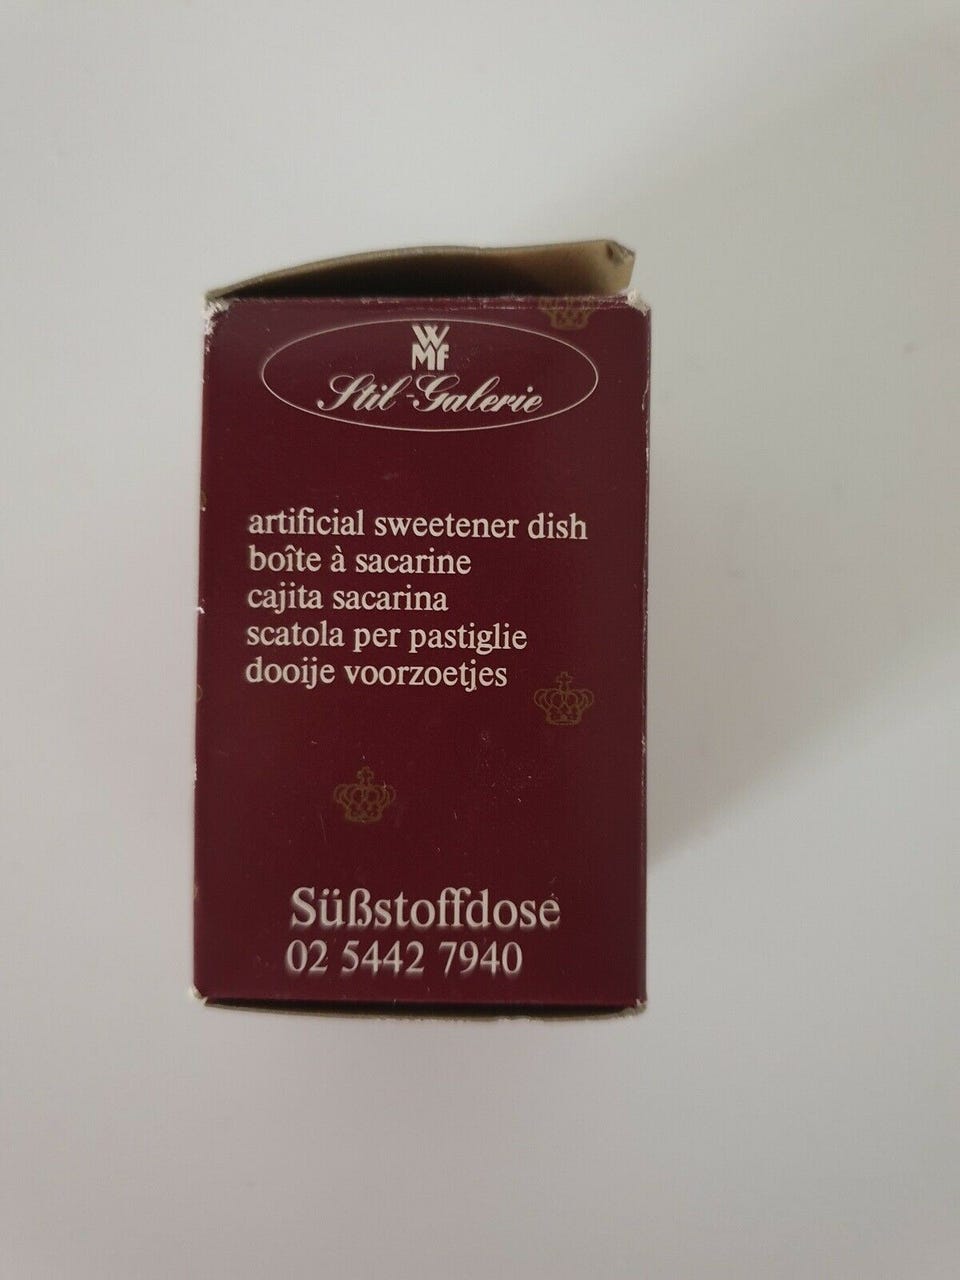 WMF
Stil-Galerie
artificial sweetener dish
boîte à sacarine
cajita sacarina
scatola per pastiglie
dooije voorzoetjes
Süßstoffdose
02 5442 7940